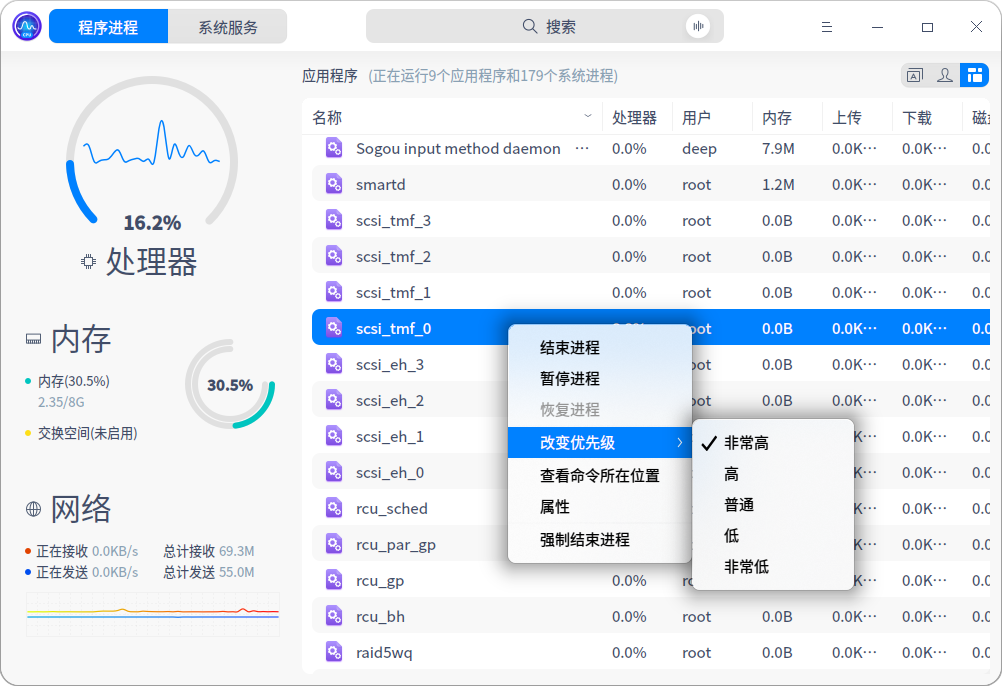 程序进程 系统服务 搜索
应用程序 (正在运行9个应用程序和179个系统进程)
16.2%
处理器
内存
内存(30.5%)
2.35/8G
交换空间(未启用)
30.5%
网络
正在接收 0.0KB/s 总计接收 69.3M
正在发送 0.0KB/s 总计发送 55.0M
名称 处理器 用户 内存 上传 下载
Sogou input method daemon ··· 0.0% deep 7.9M 0.0K··· 0.0K··· 0.0
smartd 0.0% root 1.2M 0.0K··· 0.0K··· 0.0
scsi_tmf_3 0.0% root 0.0B 0.0K··· 0.0K··· 0.0
scsi_tmf_2 0.0% root 0.0B 0.0K··· 0.0K··· 0.0
scsi_tmf_1 0.0% root 0.0B 0.0K··· 0.0K··· 0.0
scsi_tmf_0 oot 0.0B 0.0K··· 0.0K··· 0.0
scsi_eh_3 oot 0.0B 0.0K··· 0.0K··· 0.0
scsi_eh_2 oot 0.0B 0.0K··· 0.0K··· 0.0
scsi_eh_1 K··· 0.0K··· 0.0
scsi_eh_0 K··· 0.0K··· 0.0
rcu_sched K··· 0.0K··· 0.0
rcu_par_gp K··· 0.0K··· 0.0
rcu_gp 0.0% K··· 0.0K··· 0.0
rcu_bh 0.0% root 0.0B 0.0K··· 0.0K··· 0.0
raid5wq 0.0% root 0.0B 0.0K··· 0.0K··· 0.0
结束进程
暂停进程
恢复进程
改变优先级
查看命令所在位置
属性
强制结束进程
非常高
高
普通
低
非常低